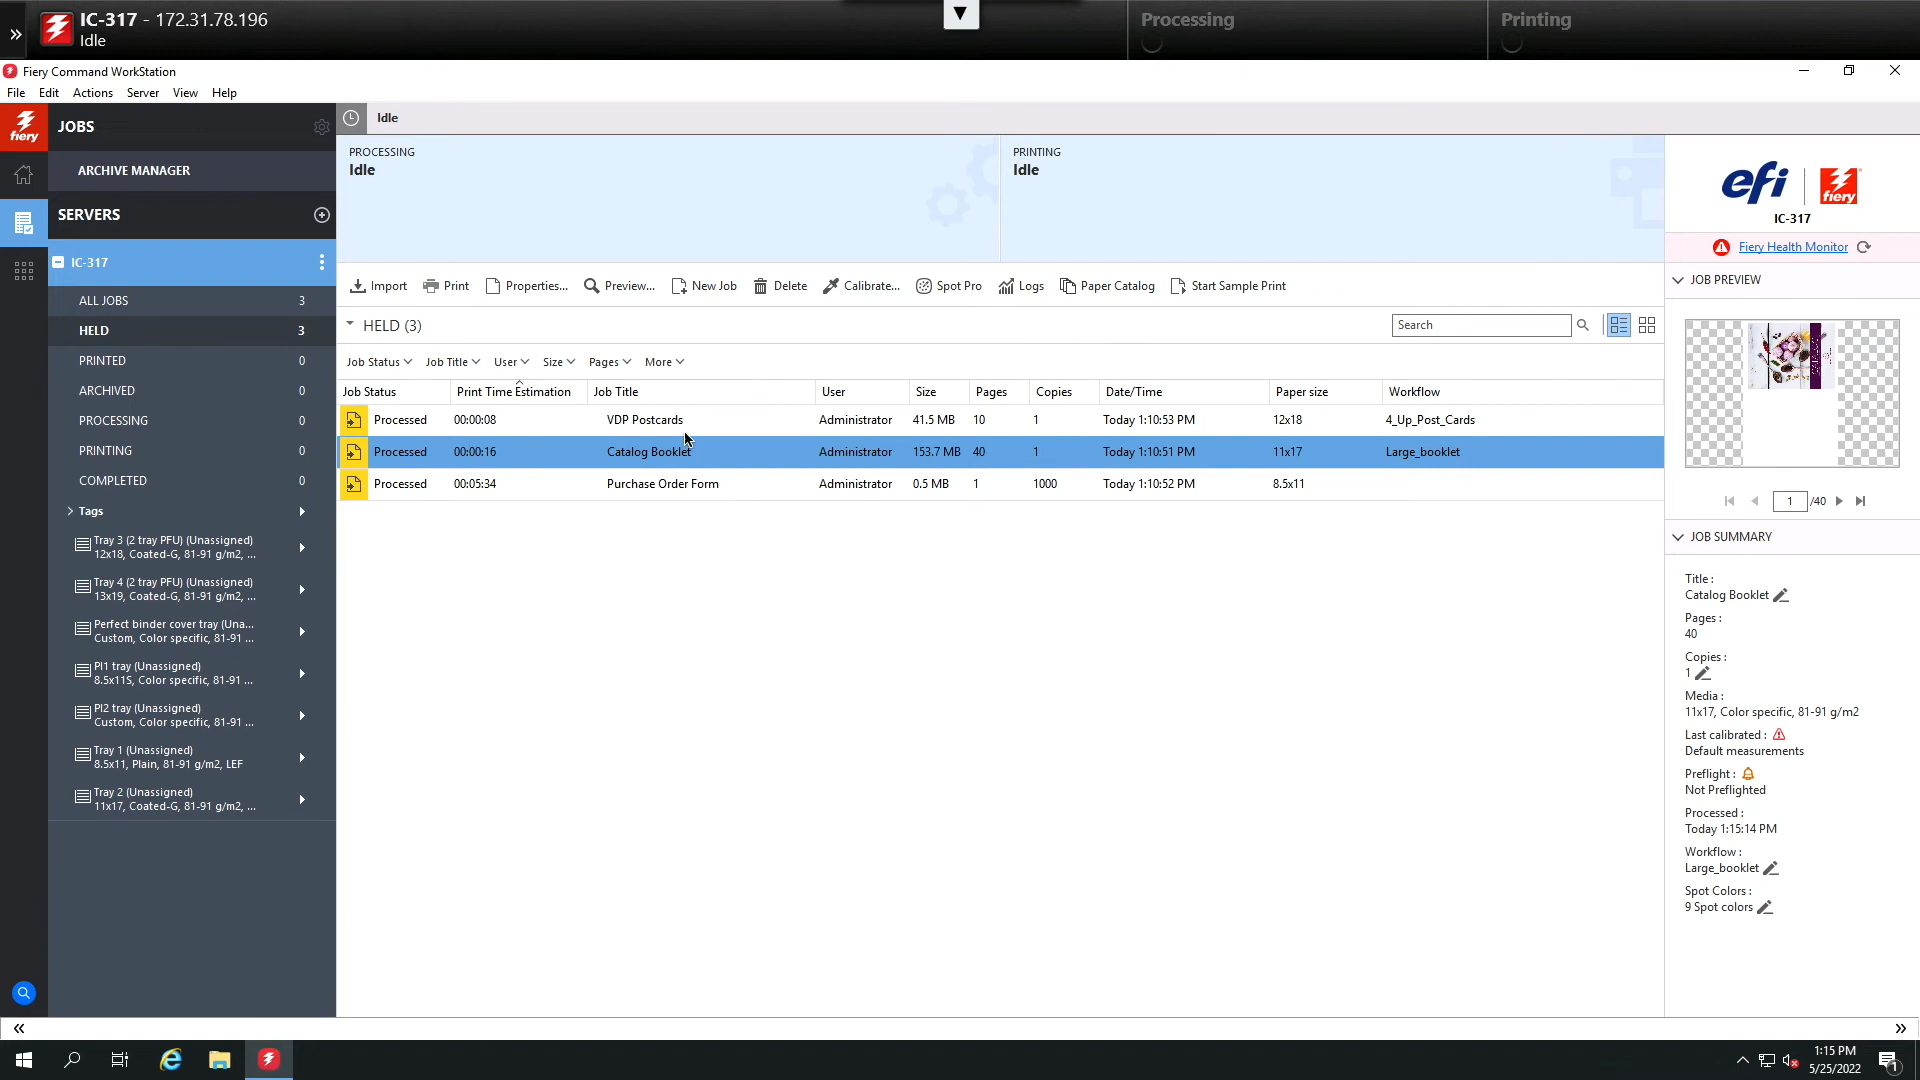 IC-317 - 172.31.78.196
Idle
Processing
Printing
Fiery Command WorkStation
File Edit Actions Server View Help
fiery
JOBS
Idle
ARCHIVE MANAGER
SERVERS
IC-317
ALL JOBS 3
HELD 3
PRINTED 0
ARCHIVED 0
PROCESSING 0
PRINTING 0
COMPLETED 0
Tags
Tray 3 (2 tray PFU) (Unassigned)
12x18, Coated-G, 81-91 g/m2, ...
Tray 4 (2 tray PFU) (Unassigned)
13x19, Coated-G, 81-91 g/m2, ...
Perfect binder cover tray (Una...
Custom, Color specific, 81-91 ...
PI1 tray (Unassigned)
8.5x11S, Color specific, 81-91 ...
PI2 tray (Unassigned)
Custom, Color specific, 81-91 ...
Tray 1 (Unassigned)
8.5x11, Plain, 81-91 g/m2, LEF
Tray 2 (Unassigned)
11x17, Coated-G, 81-91 g/m2, ...
PROCESSING
Idle
PRINTING
Idle
Import Print Properties... Preview... New Job Delete Calibrate... Spot Pro Logs Paper Catalog Start Sample Print
HELD (3)
Search
Job Status Job Title User Size Pages More
Job Status Print Time Estimation Job Title User Size Pages Copies Date/Time Paper size Workflow
Processed 00:00:08 VDP Postcards Administrator 41.5 MB 10 1 Today 1:10:53 PM 12x18 4_Up_Post_Cards
Processed 00:00:16 Catalog Booklet Administrator 153.7 MB 40 1 Today 1:10:51 PM 11x17 Large_booklet
Processed 00:05:34 Purchase Order Form Administrator 0.5 MB 1 1000 Today 1:10:52 PM 8.5x11
efi fiery
IC-317
Fiery Health Monitor
JOB PREVIEW
1 /40
JOB SUMMARY
Title :
Catalog Booklet
Pages :
40
Copies :
1
Media :
11x17, Color specific, 81-91 g/m2
Last calibrated :
Default measurements
Preflight :
Not Preflighted
Processed :
Today 1:15:14 PM
Workflow :
Large_booklet
Spot Colors :
9 Spot colors
1:15 PM
5/25/2022
1